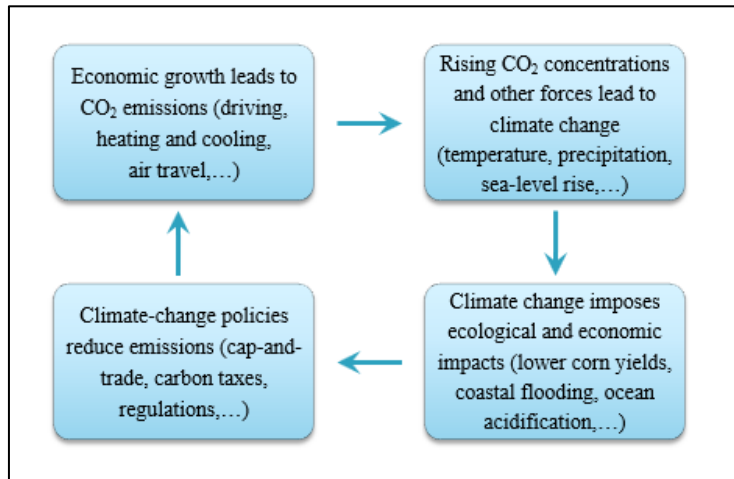 Economic growth leads to
CO₂ emissions (driving,
heating and cooling,
air travel,…)
Rising CO₂ concentrations
and other forces lead to
climate change
(temperature, precipitation,
sea-level rise,…)
Climate change imposes
ecological and economic
impacts (lower corn yields,
coastal flooding, ocean
acidification,…)
Climate-change policies
reduce emissions (cap-and-
trade, carbon taxes,
regulations,…)